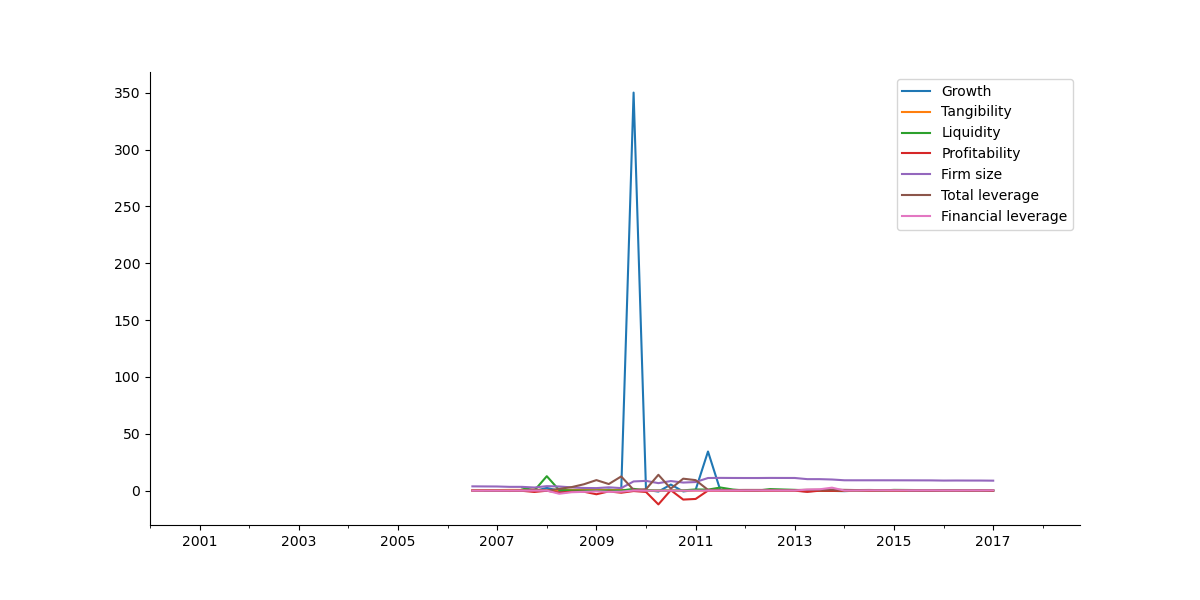 350
300
250
200
150
100
50
0
2001 2003 2005 2007 2009 2011 2013 2015 2017
Growth
Tangibility
Liquidity
Profitability
Firm size
Total leverage
Financial leverage